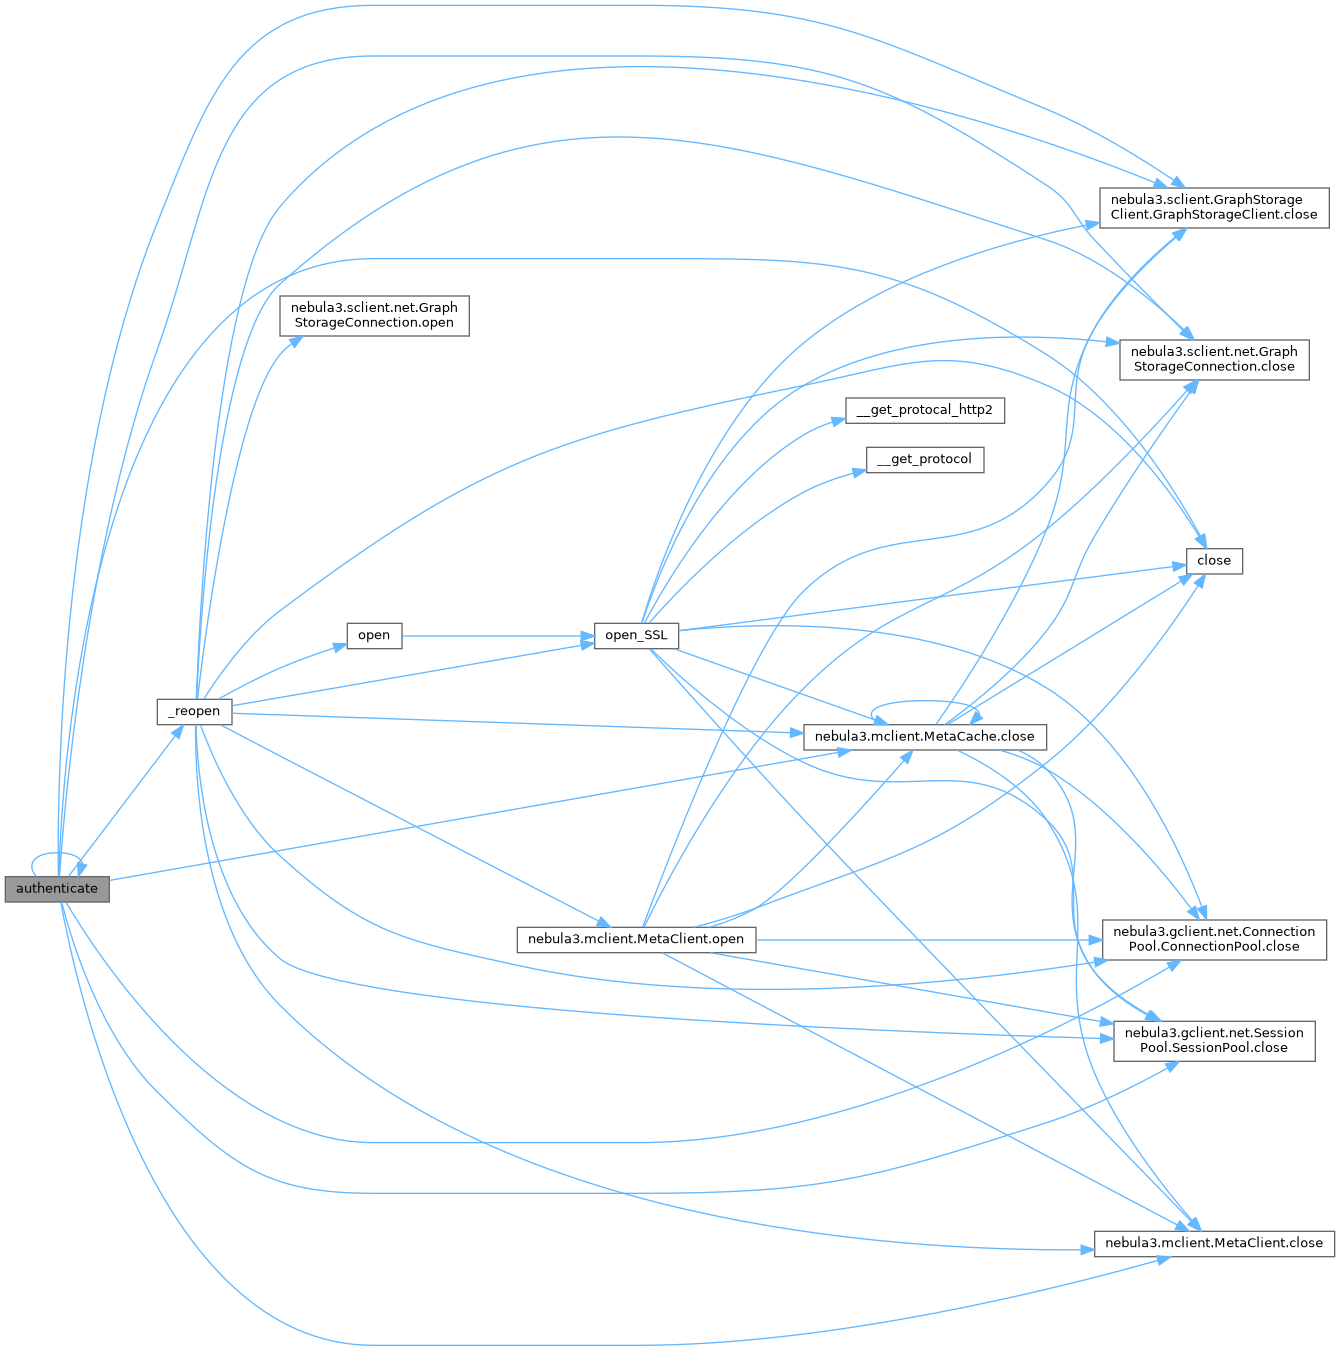 nebula3.sclient.GraphStorage
Client.GraphStorageClient.close
nebula3.sclient.net.Graph
StorageConnection.open
nebula3.sclient.net.Graph
StorageConnection.close
__get_protocal_http2
__get_protocol
close
open
open_SSL
_reopen
nebula3.mclient.MetaCache.close
authenticate
nebula3.mclient.MetaClient.open
nebula3.gclient.net.Connection
Pool.ConnectionPool.close
nebula3.gclient.net.Session
Pool.SessionPool.close
nebula3.mclient.MetaClient.close